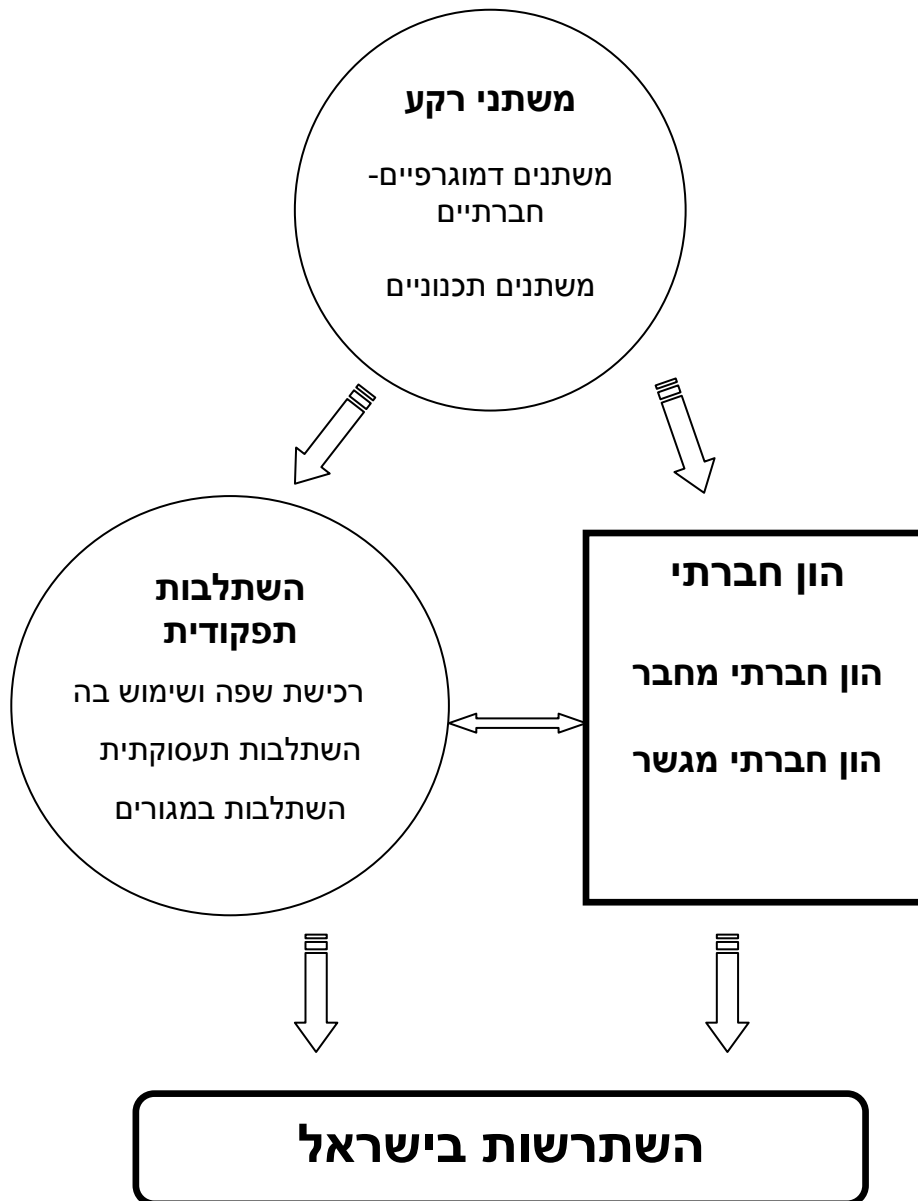 משתני רקע
משתנים דמוגרפיים-
חברתיים
משתנים תכנוניים
הון חברתי
הון חברתי מחבר
הון חברתי מגשר
השתלבות
תפקודית
רכישת שפה ושימוש בה
השתלבות תעסוקתית
השתלבות במגורים
השתרשות בישראל